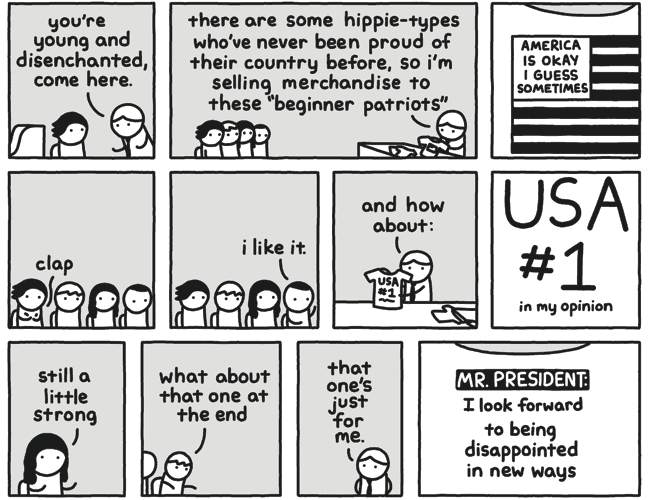 you're
young and
disenchanted,
come here.
there are some hippie-types
who've never been proud of
their country before, so i'm
selling merchandise to
these "beginner patriots"
AMERICA
IS OKAY
I GUESS
SOMETIMES
clap
i like it.
and how
about:
USA
#1
USA
#1
in my opinion
still a
little
strong
what about
that one at
the end
that
one's
just
for
me.
MR. PRESIDENT:
I look forward
to being
disappointed
in new ways